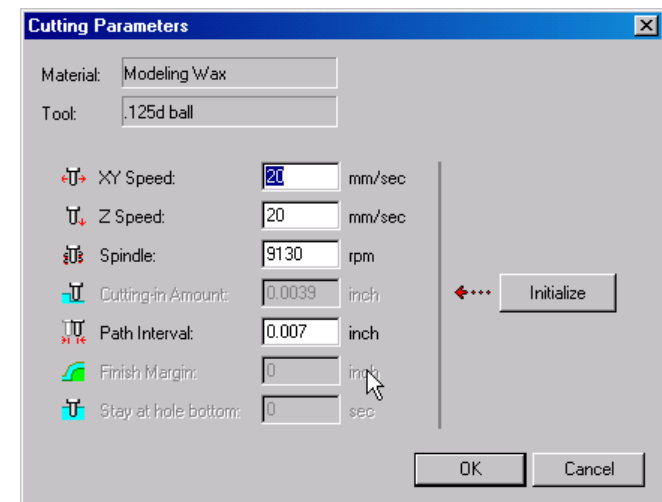 Cutting Parameters
Material: Modeling Wax
Tool: .125d ball
XY Speed: 20 mm/sec
Z Speed: 20 mm/sec
Spindle: 9130 rpm
Cutting-in Amount: 0.0039 inch
Initialize
Path Interval: 0.007 inch
Finish Margin: 0 inch
Stay at hole bottom: 0 sec
OK Cancel